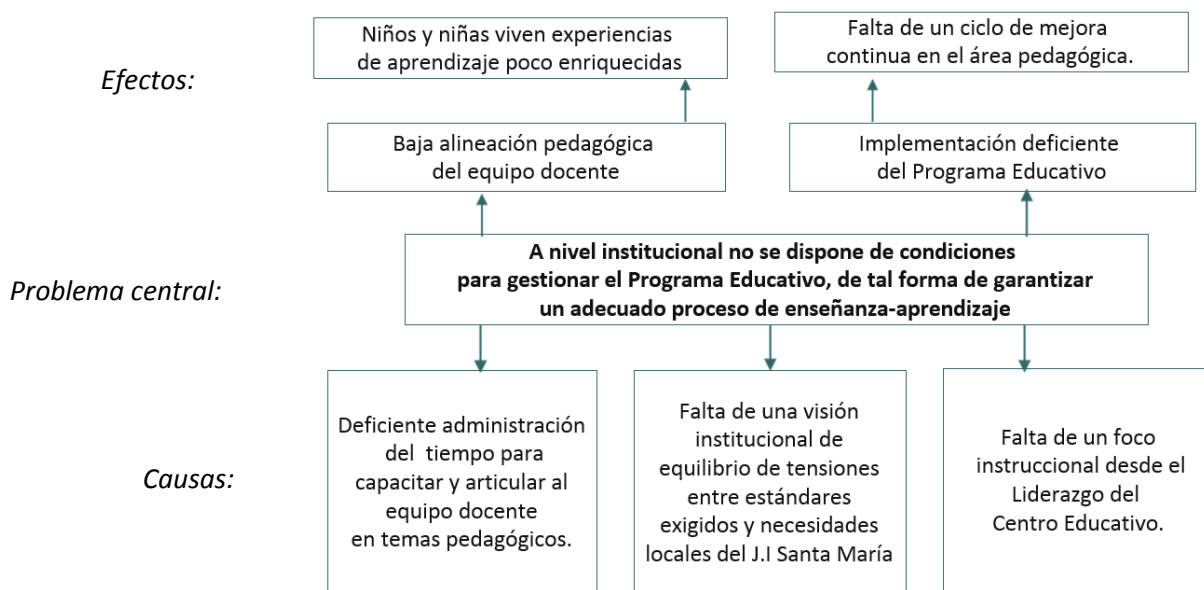 Efectos:
Niños y niñas viven experiencias
de aprendizaje poco enriquecidas
Falta de un ciclo de mejora
continua en el área pedagógica.
Baja alineación pedagógica
del equipo docente
Implementación deficiente
del Programa Educativo
Problema central:
A nivel institucional no se dispone de condiciones
para gestionar el Programa Educativo, de tal forma de garantizar
un adecuado proceso de enseñanza-aprendizaje
Causas:
Deficiente administración
del tiempo para
capacitar y articular al
equipo docente
en temas pedagógicos.
Falta de una visión
institucional de
equilibrio de tensiones
entre estándares
exigidos y necesidades
locales del J.I Santa María
Falta de un foco
instruccional desde el
Liderazgo del
Centro Educativo.